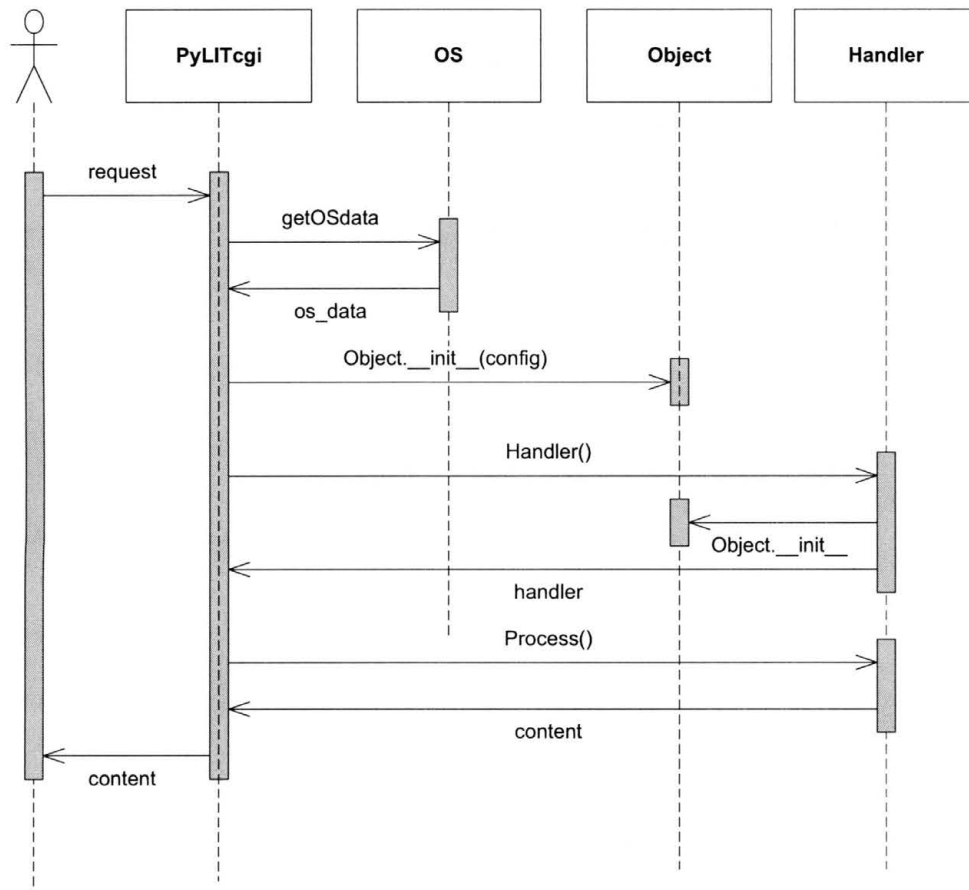 PyLITcgi
OS
Object
Handler
request
getOSdata
os_data
Object.__init__(config)
Handler()
Object.__init__
handler
Process()
content
content